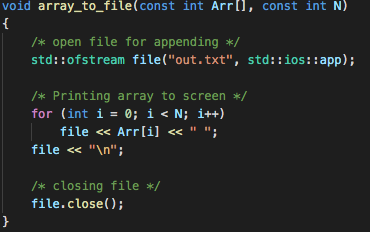 void array_to_file(const int Arr[], const int N)
{
/* open file for appending */
std::ofstream file("out.txt", std::ios::app);
/* Printing array to screen */
for (int i = 0; i < N; i++)
file << Arr[i] << " ";
file << "\n";
/* closing file */
file.close();
}